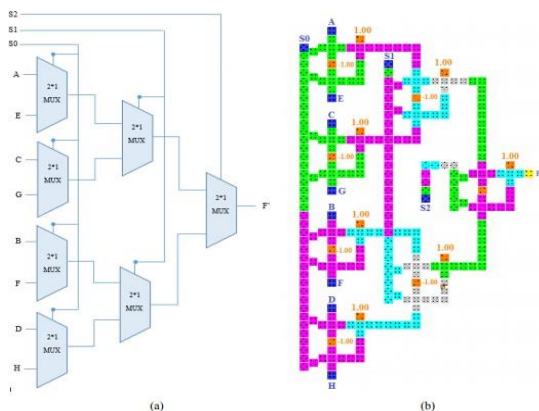 S2
S1
S0
A
E
2*1
MUX
C
G
2*1
MUX
2*1
MUX
B
F
2*1
MUX
D
H
2*1
MUX
2*1
MUX
2*1
MUX
F'
(a)
A
1.00
S0
-1.00
E
S1
1.00
-1.00
C
1.00
-1.00
G
1.00
S2
B
1.00
-1.00
F
1.00
-1.00
D
1.00
-1.00
H
(b)